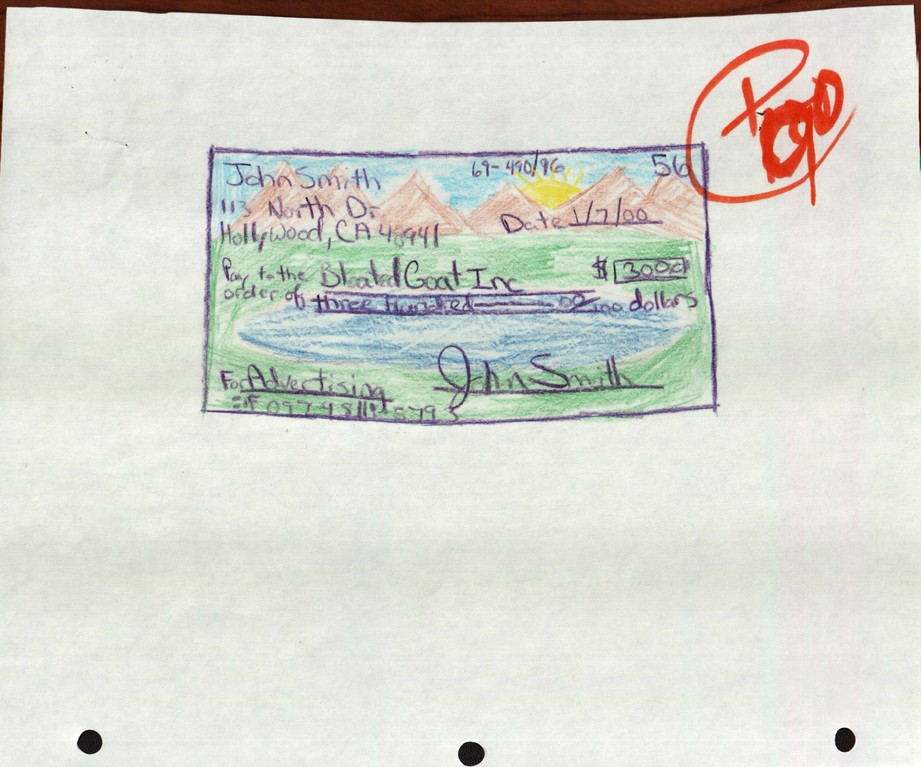 John Smith 69-490/96 56
113 North Dr
Hollywood, CA 48941 Date 1/7/00
Pay to the Bloated Goat Inc $ 300
order of three Hundred dollars
For Advertising John Smith